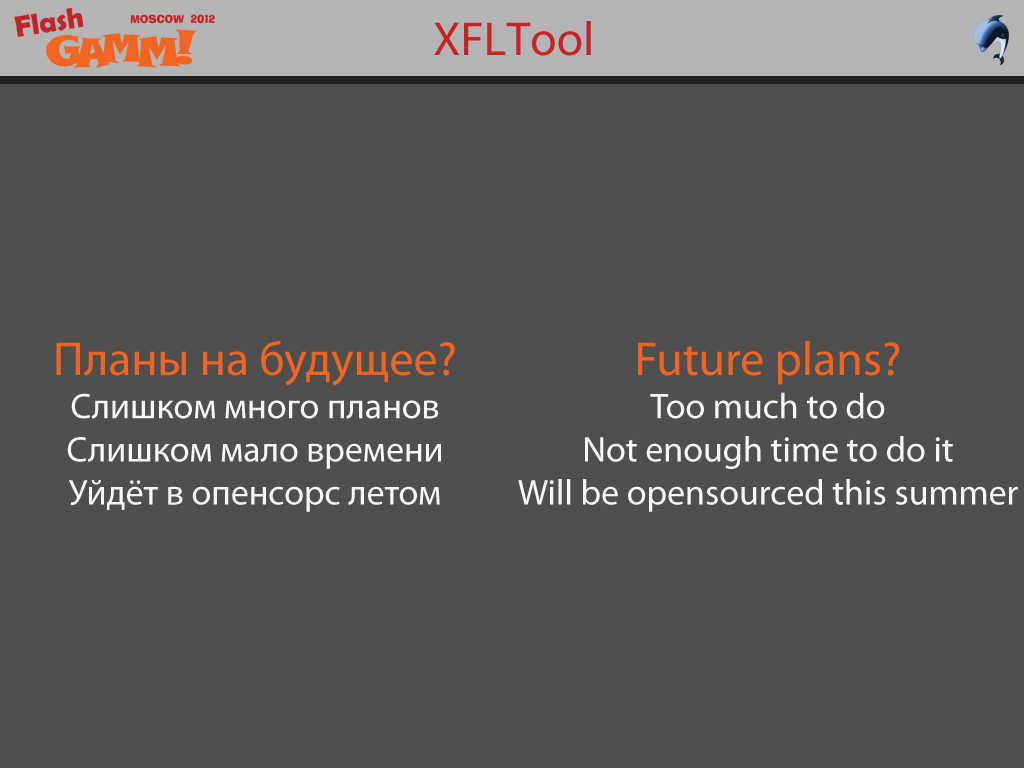 Flash
GAMM!
MOSCOW 2012
XFLTool
Планы на будущее?
Слишком много планов
Слишком мало времени
Уйдёт в опенсорс летом
Future plans?
Too much to do
Not enough time to do it
Will be opensourced this summer